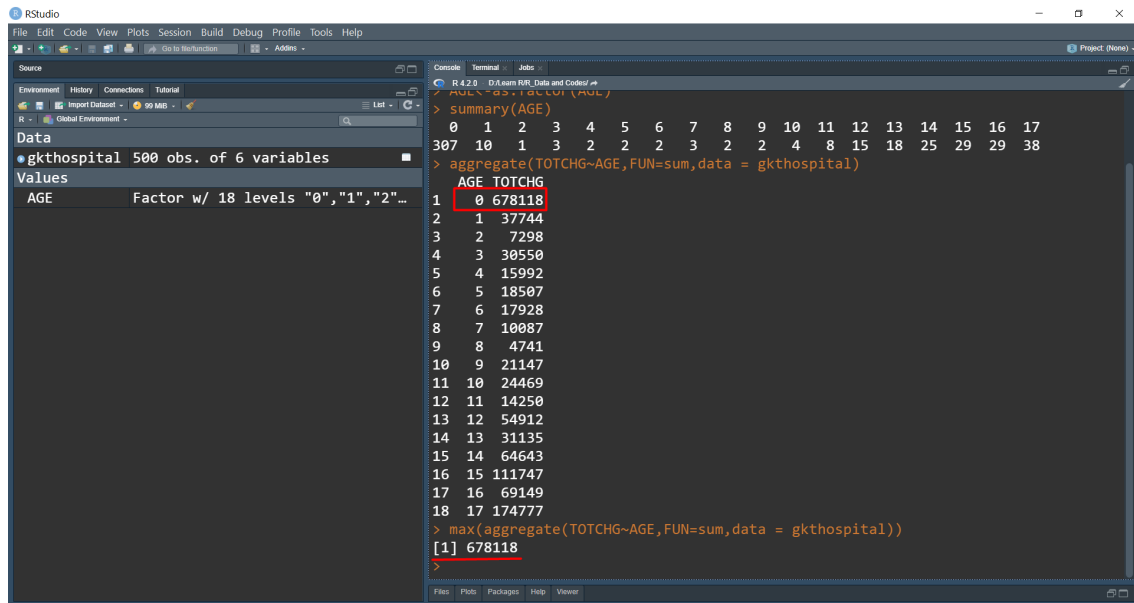 RStudio
File Edit Code View Plots Session Build Debug Profile Tools Help
Go to file/function Addins Project: (None)
Source
Environment History Connections Tutorial
Import Dataset 99 MiB List
R Global Environment
Data
gkthospital 500 obs. of 6 variables
Values
AGE Factor w/ 18 levels "0","1","2"…
Console Terminal Jobs
R 4.2.0 D:/Learn R/R_Data and Codes/
> AGE<-as.factor(AGE)
> summary(AGE)
0 1 2 3 4 5 6 7 8 9 10 11 12 13 14 15 16 17
307 10 1 3 2 2 2 3 2 2 4 8 15 18 25 29 29 38
> aggregate(TOTCHG~AGE,FUN=sum,data = gkthospital)
AGE TOTCHG
1 0 678118
2 1 37744
3 2 7298
4 3 30550
5 4 15992
6 5 18507
7 6 17928
8 7 10087
9 8 4741
10 9 21147
11 10 24469
12 11 14250
13 12 54912
14 13 31135
15 14 64643
16 15 111747
17 16 69149
18 17 174777
> max(aggregate(TOTCHG~AGE,FUN=sum,data = gkthospital))
[1] 678118
>
Files Plots Packages Help Viewer